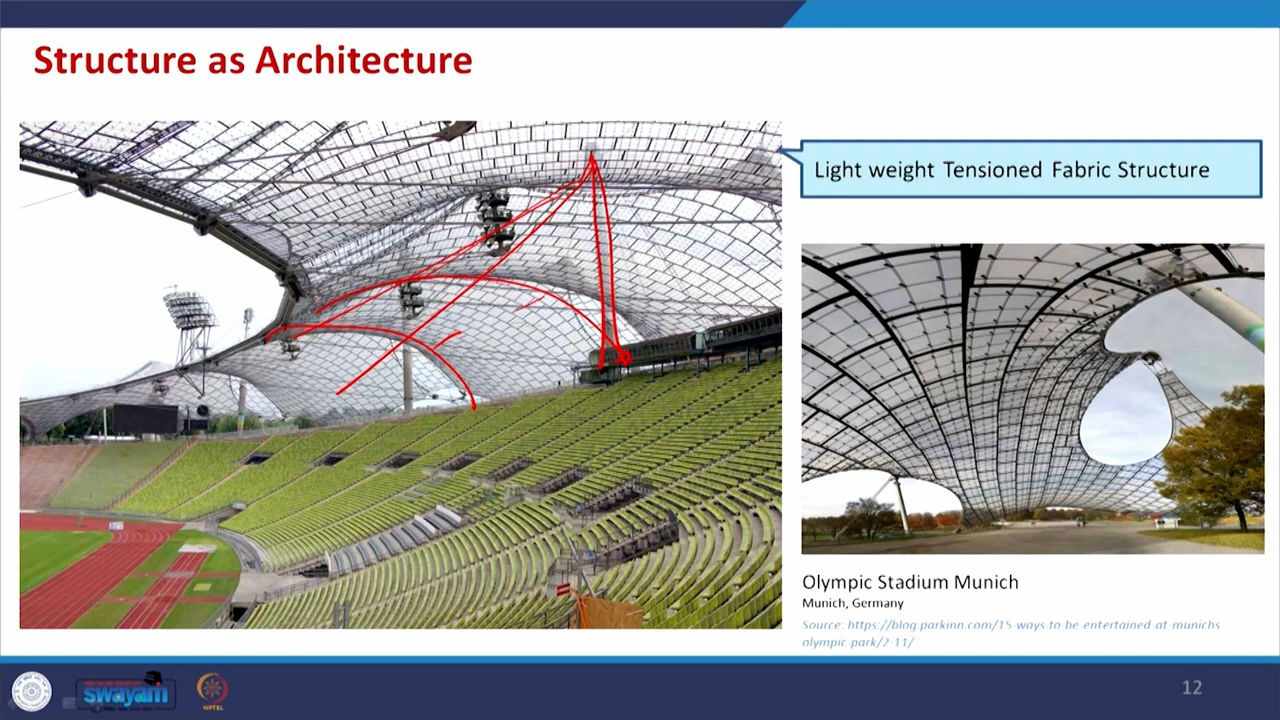 Structure as Architecture
Light weight Tensioned Fabric Structure
Olympic Stadium Munich
Munich, Germany
Source: https://blog.parkinn.com/15-ways-to-be-entertained-at-munichs-
olympic-park/2-11/
swayam
NPTEL
12